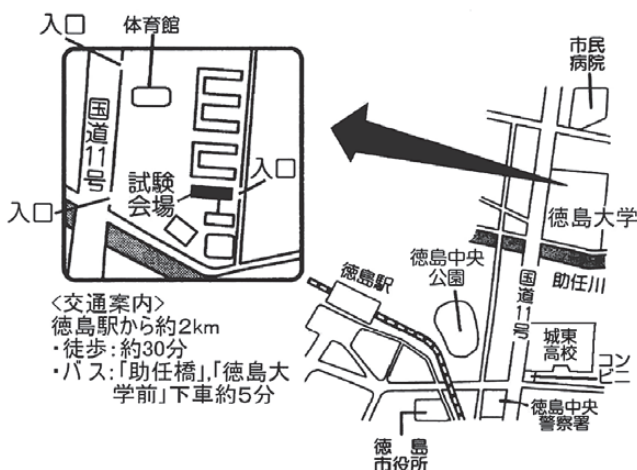 入口
体育館
国道11号
試験
会場
入口
入口
市民
病院
徳島大学
助任川
徳島中央
公園
徳島駅
国道11号
城東
高校
コン
ビニ
徳島中央
警察署
徳島
市役所
<交通案内>
徳島駅から約2km
・徒歩:約30分
・バス:「助任橋」,「徳島大
学前」下車約5分